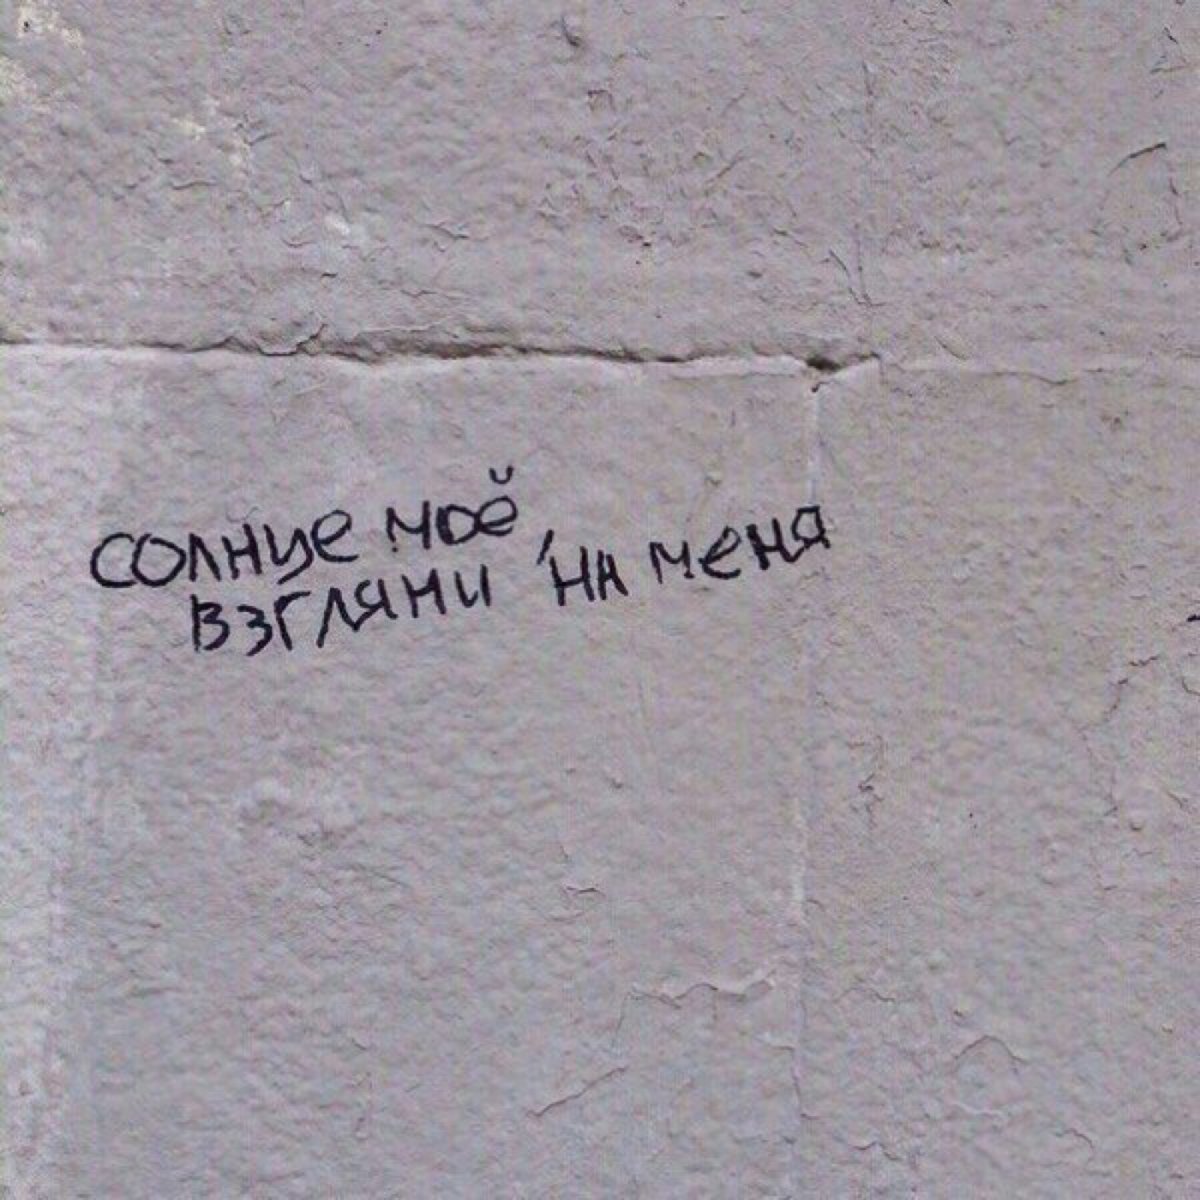 солнце моё,
взгляни на меня